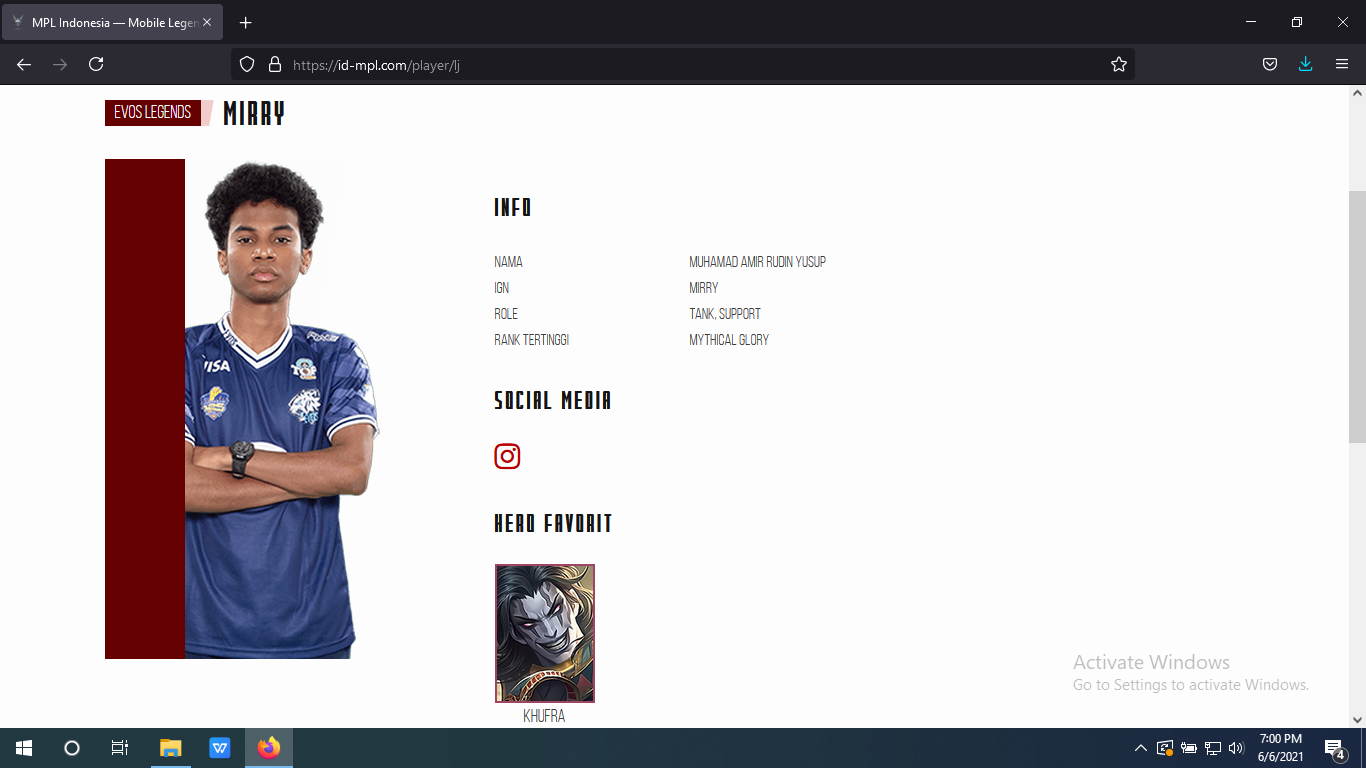 MPL Indonesia — Mobile Legen
https://id-mpl.com/player/lj
EVOS LEGENDS MIRRY
INFO
NAMA MUHAMAD AMIR RUDIN YUSUP
IGN MIRRY
ROLE TANK, SUPPORT
RANK TERTINGGI MYTHICAL GLORY
SOCIAL MEDIA
HERO FAVORIT
KHUFRA
VISA
Activate Windows
Go to Settings to activate Windows.
7:00 PM
6/6/2021
4